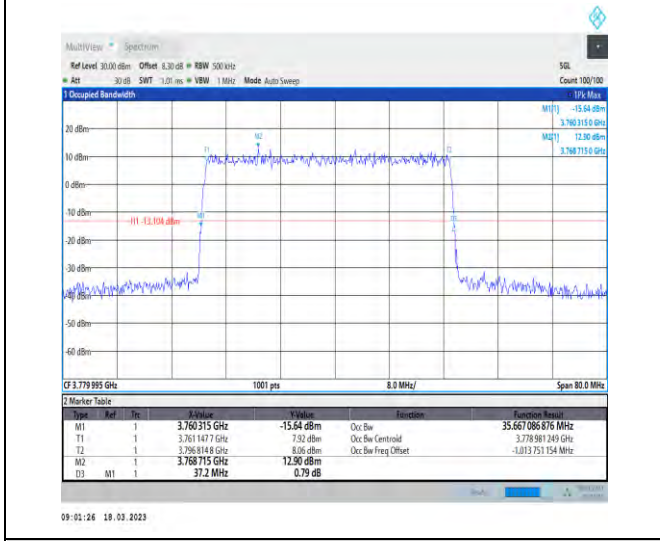 MultiView Spectrum
Ref Level 30.00 dBm Offset 8.30 dB RBW 500 kHz SGL
Att 30 dB SWT 1.01 ms VBW 1 MHz Mode Auto Sweep Count 100/100
1 Occupied Bandwidth 1Pk Max
M1[1] -15.64 dBm
3.760 315 0 GHz
3.768 715 0 GHz
M2
T1
T2
20 dBm
10 dBm
0 dBm
-10 dBm
M1
D3
H1 -13.104 dBm
-20 dBm
-30 dBm
-40 dBm
-50 dBm
-60 dBm
CF 3.779 995 GHz 1001 pts 8.0 MHz/ Span 80.0 MHz
2 Marker Table
Type Ref Trc X-Value Y-Value Function Function Result
M1 1 3.760315 GHz -15.64 dBm Occ Bw 35.667 086 876 MHz
T1 1 3.761 147 7 GHz 7.92 dBm Occ Bw Centroid 3.778 981 249 GHz
T2 1 3.796 814 8 GHz 8.06 dBm Occ Bw Freq Offset -1.013 751 154 MHz
M2 1 3.768715 GHz 12.90 dBm
D3 M1 1 37.2 MHz 0.79 dB
09:01:26 18.03.2023